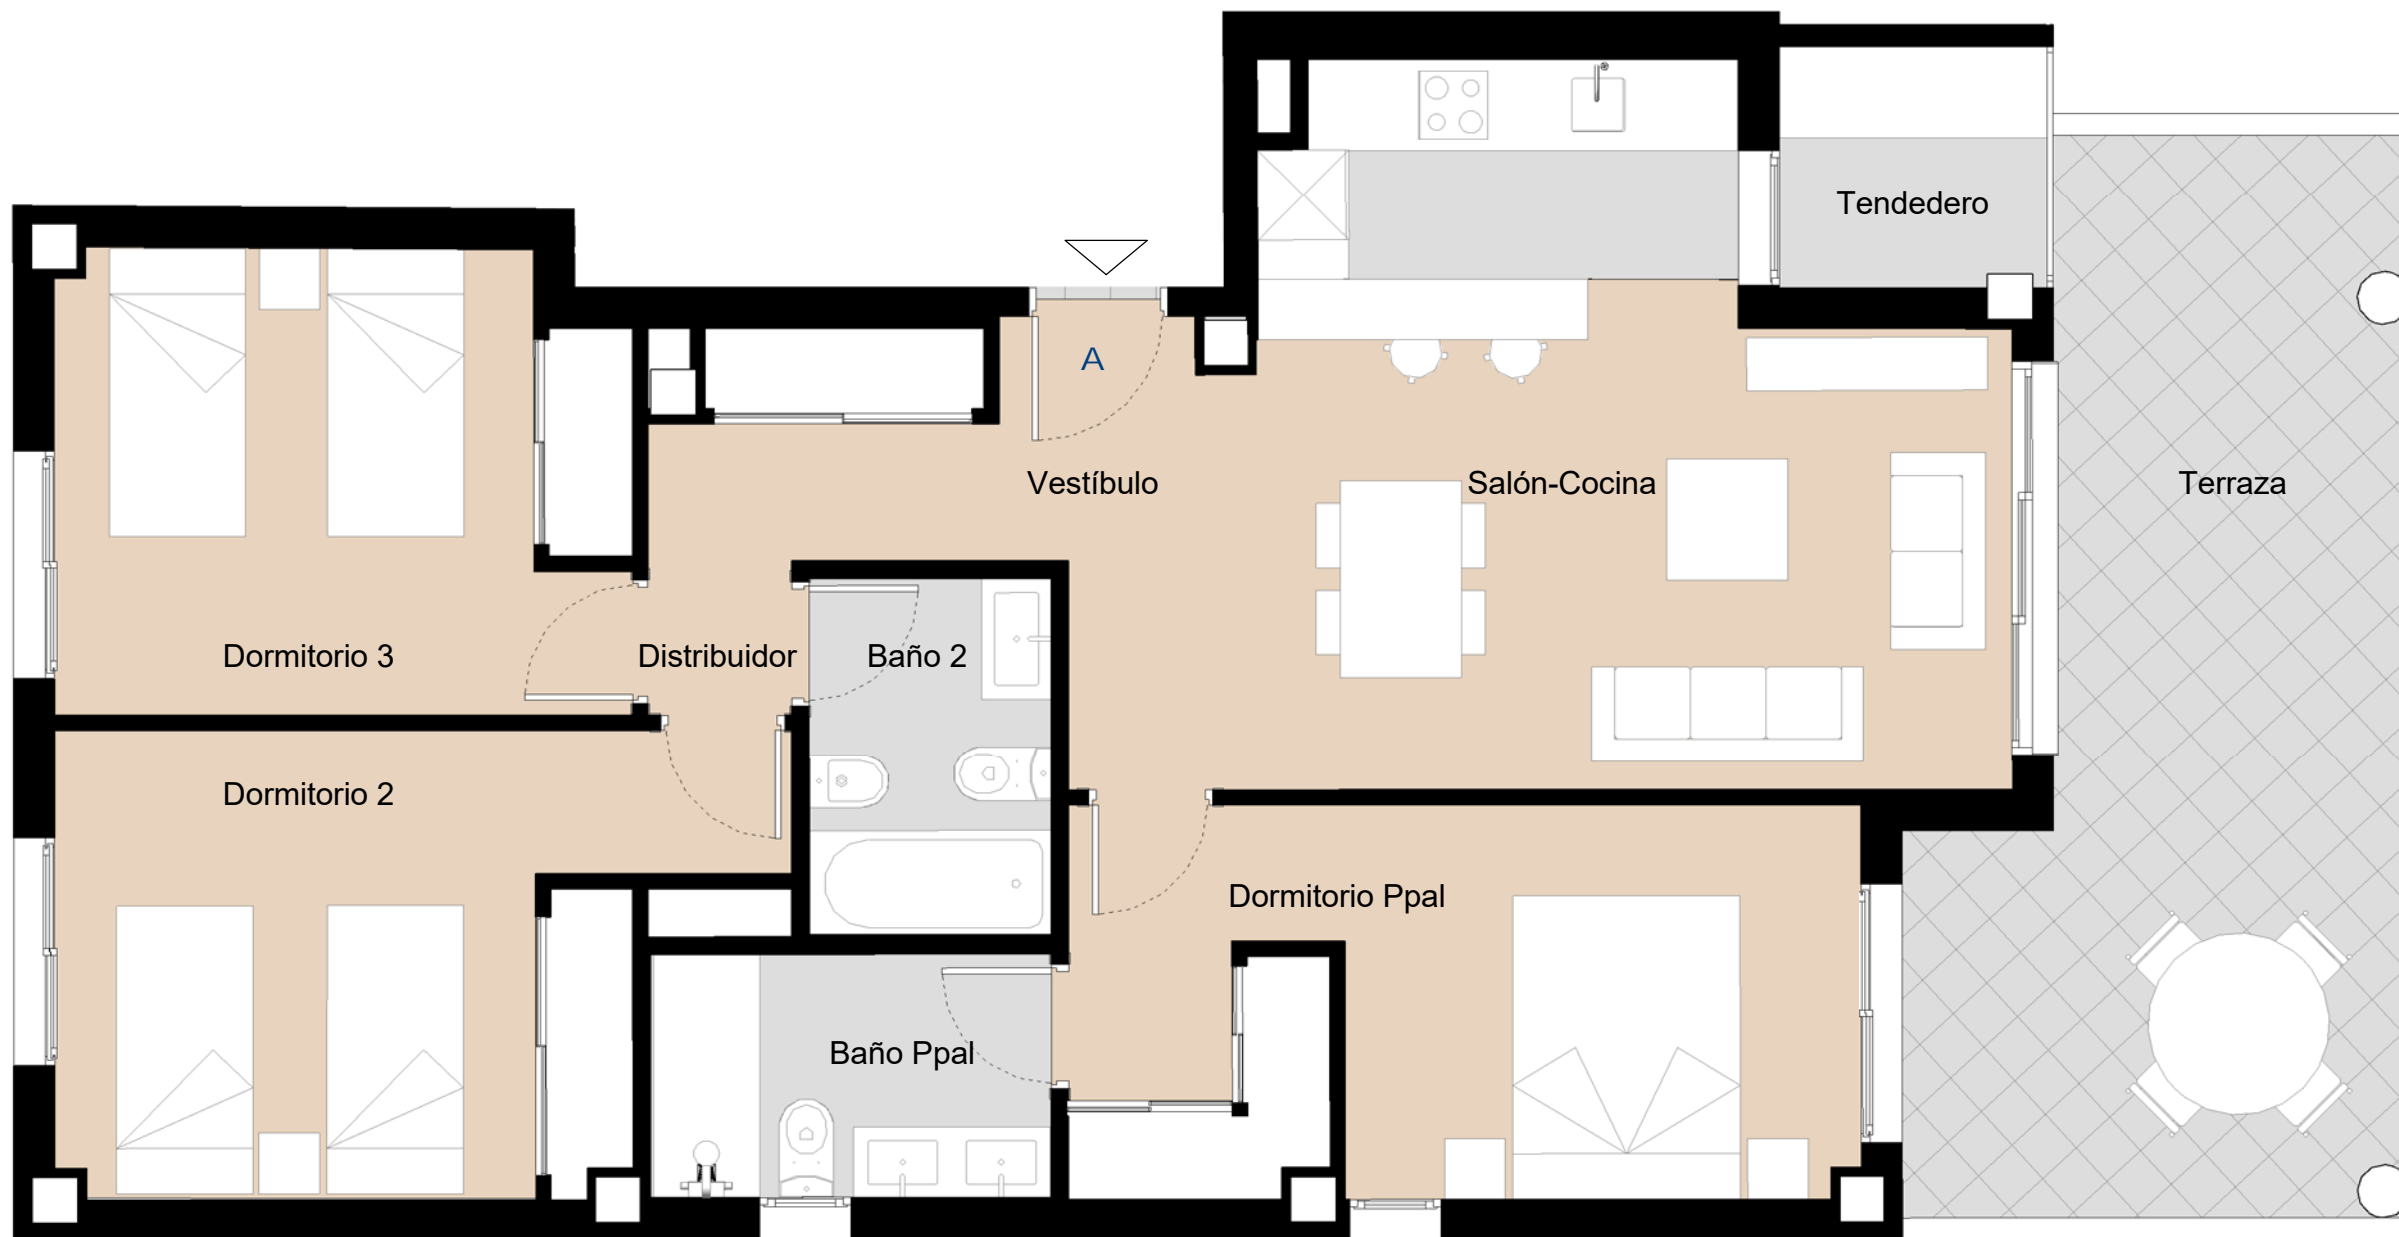 Tendedero
A
Vestíbulo
Salón-Cocina
Terraza
Dormitorio 3
Distribuidor
Baño 2
Dormitorio 2
Dormitorio Ppal
Baño Ppal